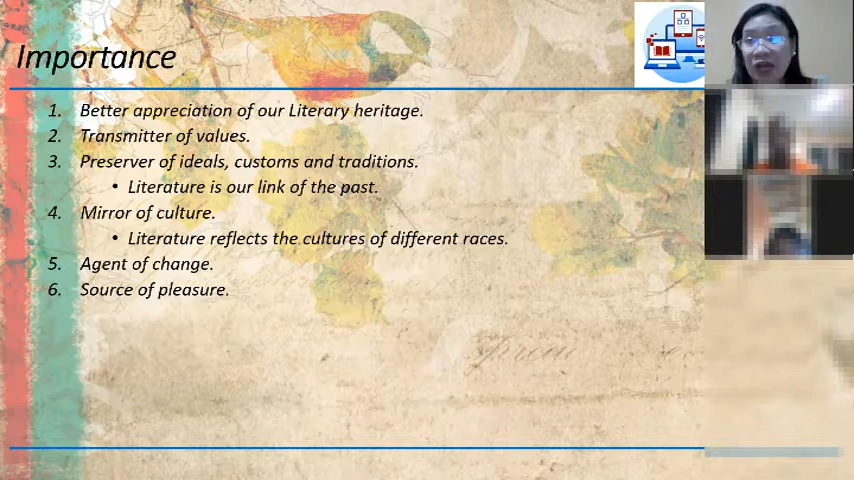 Importance
1. Better appreciation of our Literary heritage.
2. Transmitter of values.
3. Preserver of ideals, customs and traditions.
• Literature is our link of the past.
4. Mirror of culture.
• Literature reflects the cultures of different races.
5. Agent of change.
6. Source of pleasure.